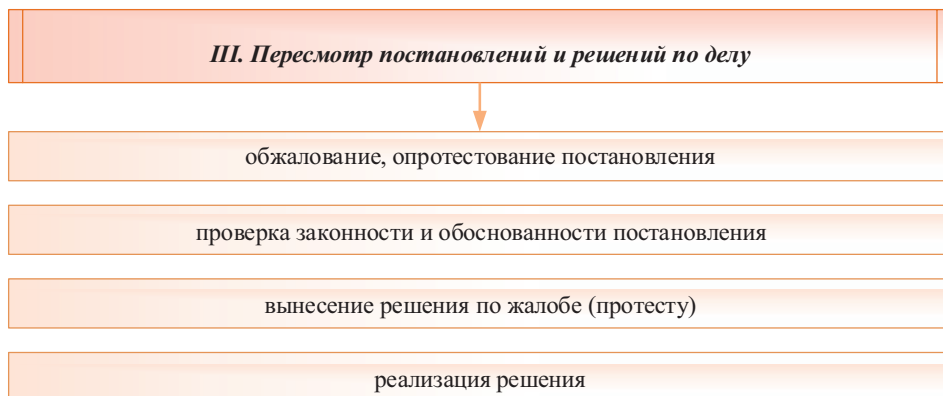 III. Пересмотр постановлений и решений по делу
обжалование, опротестование постановления
проверка законности и обоснованности постановления
вынесение решения по жалобе (протесту)
реализация решения